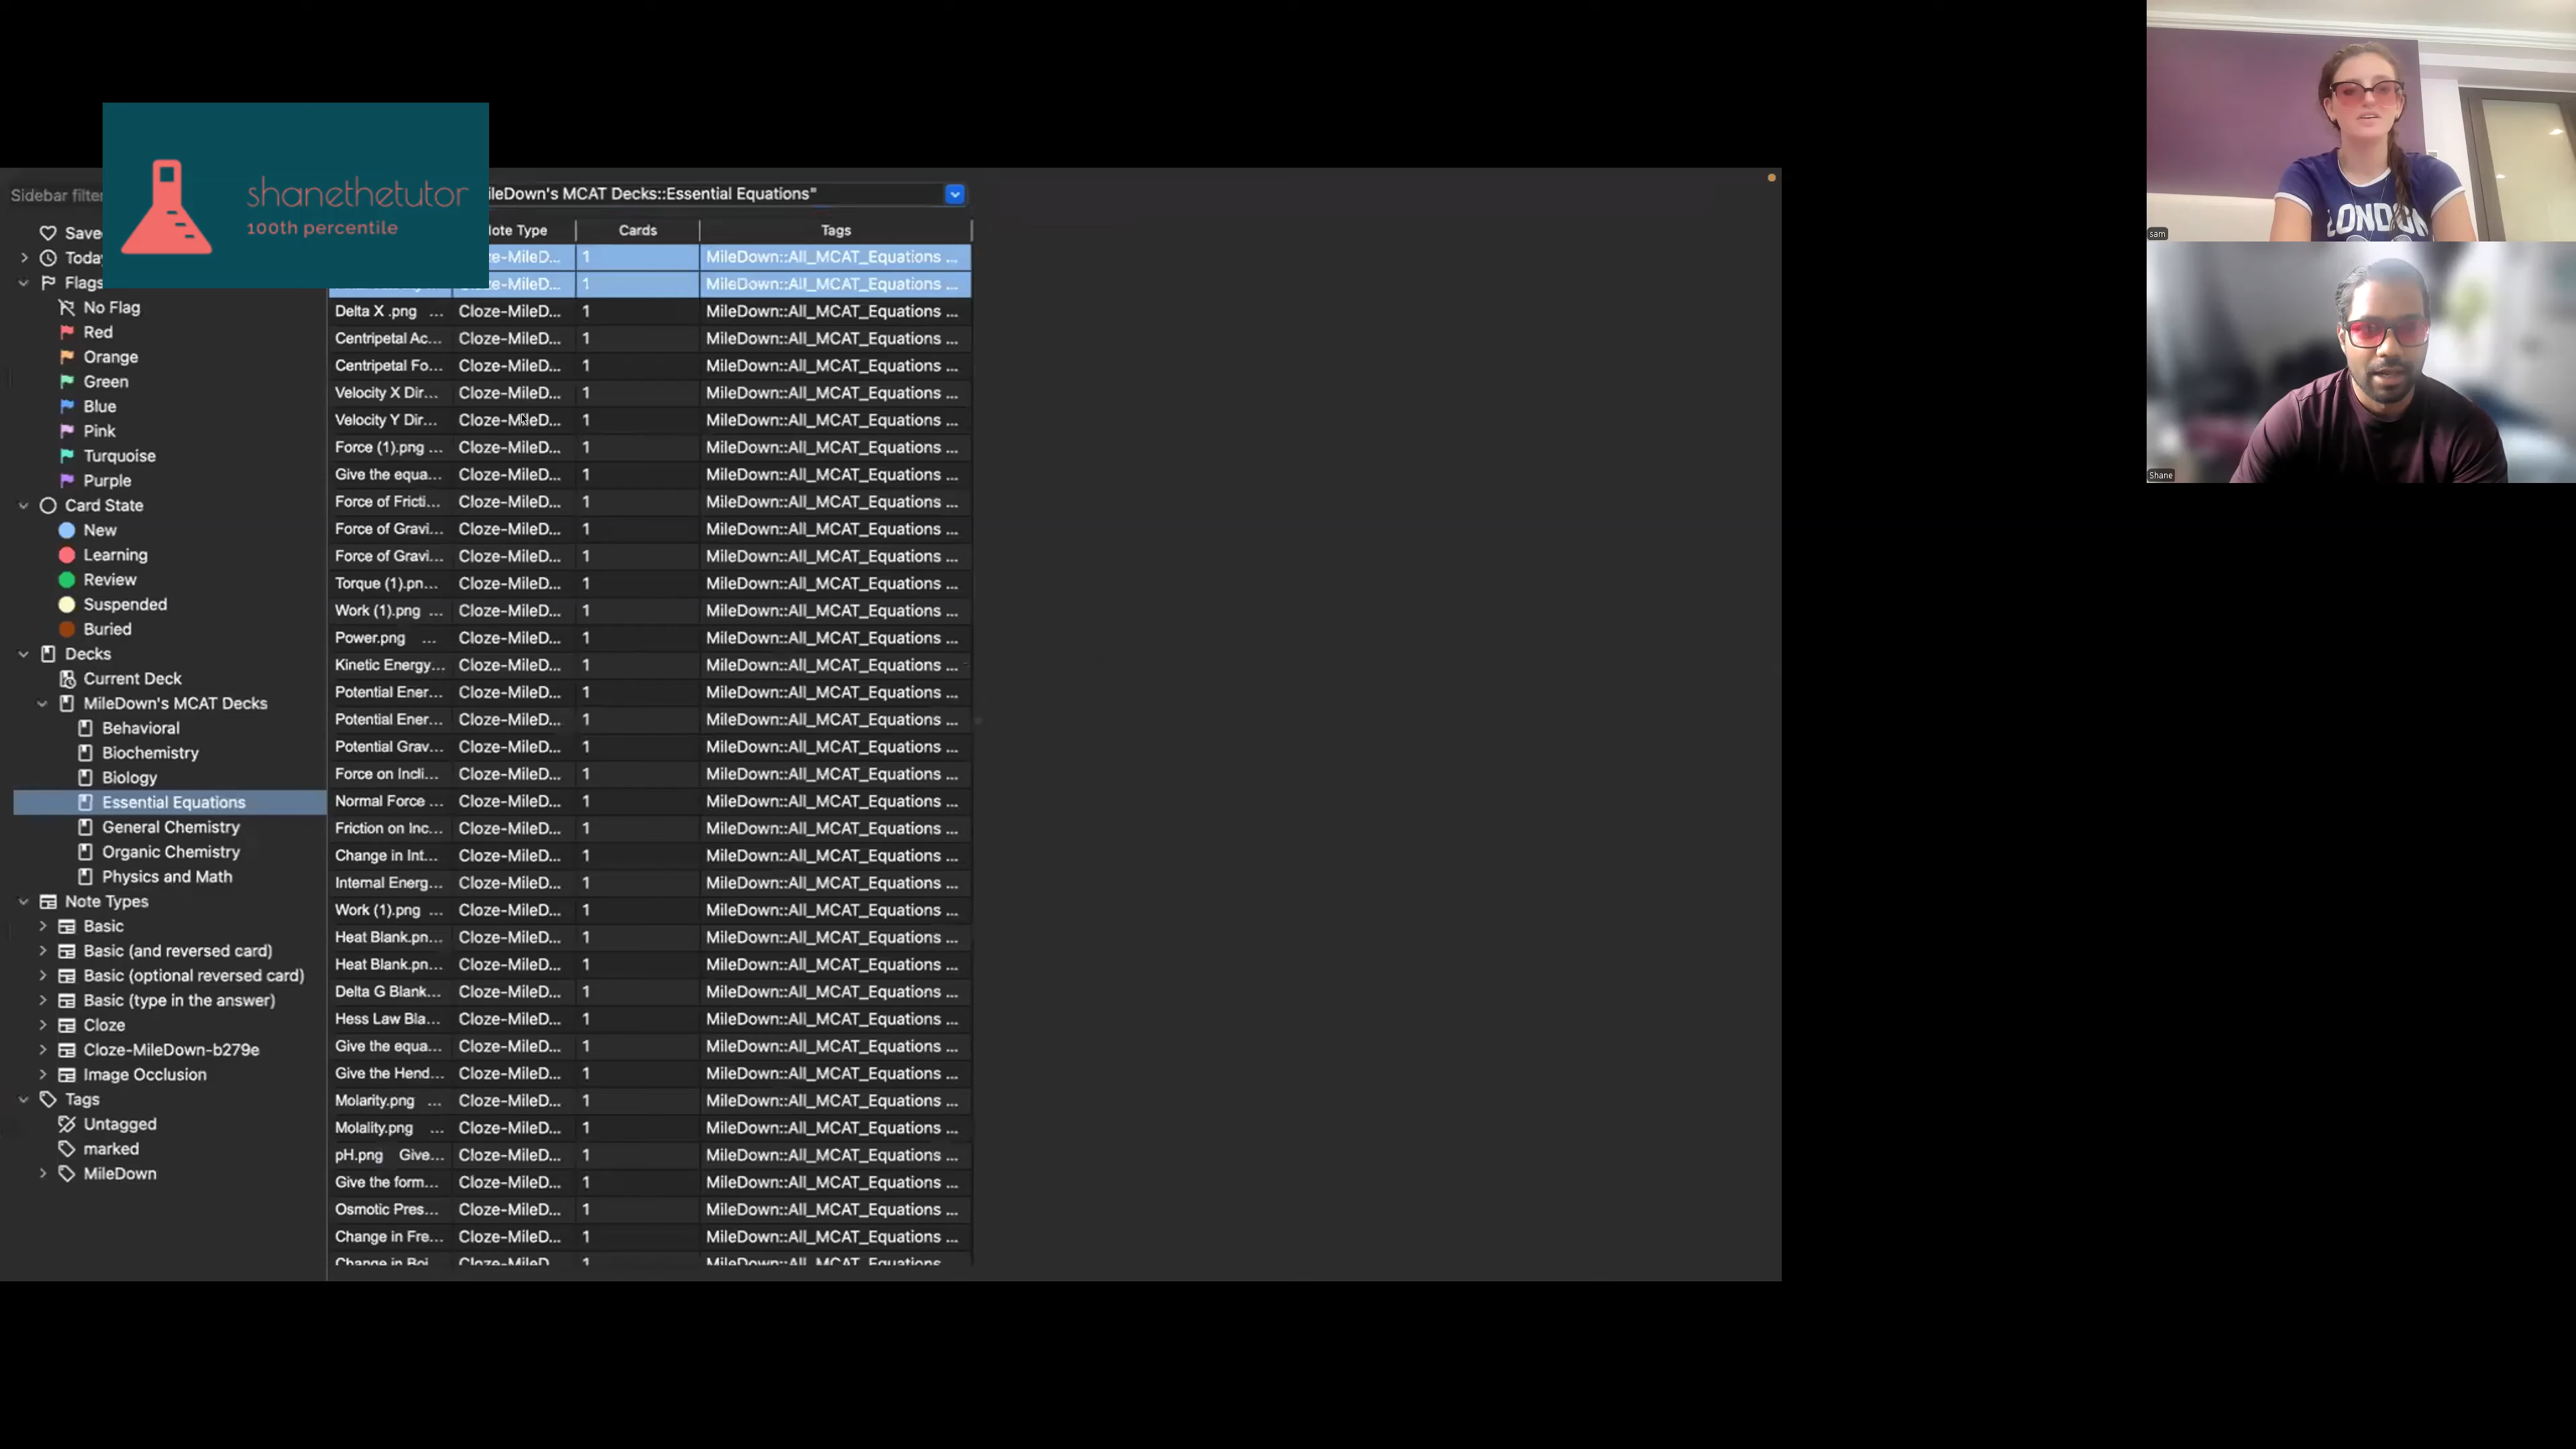 Sidebar filter
shanethetutor
100th percentile
ileDown's MCAT Decks::Essential Equations"
Save
Toda
Flags
No Flag
Red
Orange
Green
Blue
Pink
Turquoise
Purple
Card State
New
Learning
Review
Suspended
Buried
Decks
Current Deck
MileDown's MCAT Decks
Behavioral
Biochemistry
Biology
Essential Equations
General Chemistry
Organic Chemistry
Physics and Math
Note Types
Basic
Basic (and reversed card)
Basic (optional reversed card)
Basic (type in the answer)
Cloze
Cloze-MileDown-b279e
Image Occlusion
Tags
Untagged
marked
MileDown
ote Type Cards Tags
ze-MileD... 1 MileDown::All_MCAT_Equations ...
ze-MileD... 1 MileDown::All_MCAT_Equations ...
Delta X .png ... Cloze-MileD... 1 MileDown::All_MCAT_Equations ...
Centripetal Ac... Cloze-MileD... 1 MileDown::All_MCAT_Equations ...
Centripetal Fo... Cloze-MileD... 1 MileDown::All_MCAT_Equations ...
Velocity X Dir... Cloze-MileD... 1 MileDown::All_MCAT_Equations ...
Velocity Y Dir... Cloze-MileD... 1 MileDown::All_MCAT_Equations ...
Force (1).png ... Cloze-MileD... 1 MileDown::All_MCAT_Equations ...
Give the equa... Cloze-MileD... 1 MileDown::All_MCAT_Equations ...
Force of Fricti... Cloze-MileD... 1 MileDown::All_MCAT_Equations ...
Force of Gravi... Cloze-MileD... 1 MileDown::All_MCAT_Equations ...
Force of Gravi... Cloze-MileD... 1 MileDown::All_MCAT_Equations ...
Torque (1).pn... Cloze-MileD... 1 MileDown::All_MCAT_Equations ...
Work (1).png ... Cloze-MileD... 1 MileDown::All_MCAT_Equations ...
Power.png ... Cloze-MileD... 1 MileDown::All_MCAT_Equations ...
Kinetic Energy... Cloze-MileD... 1 MileDown::All_MCAT_Equations ...
Potential Ener... Cloze-MileD... 1 MileDown::All_MCAT_Equations ...
Potential Ener... Cloze-MileD... 1 MileDown::All_MCAT_Equations ...
Potential Grav... Cloze-MileD... 1 MileDown::All_MCAT_Equations ...
Force on Incli... Cloze-MileD... 1 MileDown::All_MCAT_Equations ...
Normal Force ... Cloze-MileD... 1 MileDown::All_MCAT_Equations ...
Friction on Inc... Cloze-MileD... 1 MileDown::All_MCAT_Equations ...
Change in Int... Cloze-MileD... 1 MileDown::All_MCAT_Equations ...
Internal Energ... Cloze-MileD... 1 MileDown::All_MCAT_Equations ...
Work (1).png ... Cloze-MileD... 1 MileDown::All_MCAT_Equations ...
Heat Blank.pn... Cloze-MileD... 1 MileDown::All_MCAT_Equations ...
Heat Blank.pn... Cloze-MileD... 1 MileDown::All_MCAT_Equations ...
Delta G Blank... Cloze-MileD... 1 MileDown::All_MCAT_Equations ...
Hess Law Bla... Cloze-MileD... 1 MileDown::All_MCAT_Equations ...
Give the equa... Cloze-MileD... 1 MileDown::All_MCAT_Equations ...
Give the Hend... Cloze-MileD... 1 MileDown::All_MCAT_Equations ...
Molarity.png ... Cloze-MileD... 1 MileDown::All_MCAT_Equations ...
Molality.png ... Cloze-MileD... 1 MileDown::All_MCAT_Equations ...
pH.png Give... Cloze-MileD... 1 MileDown::All_MCAT_Equations ...
Give the form... Cloze-MileD... 1 MileDown::All_MCAT_Equations ...
Osmotic Pres... Cloze-MileD... 1 MileDown::All_MCAT_Equations ...
Change in Fre... Cloze-MileD... 1 MileDown::All_MCAT_Equations ...
Change in Boi... Cloze-MileD... 1 MileDown::All_MCAT_Equations ...
LONDON
sam
Shane